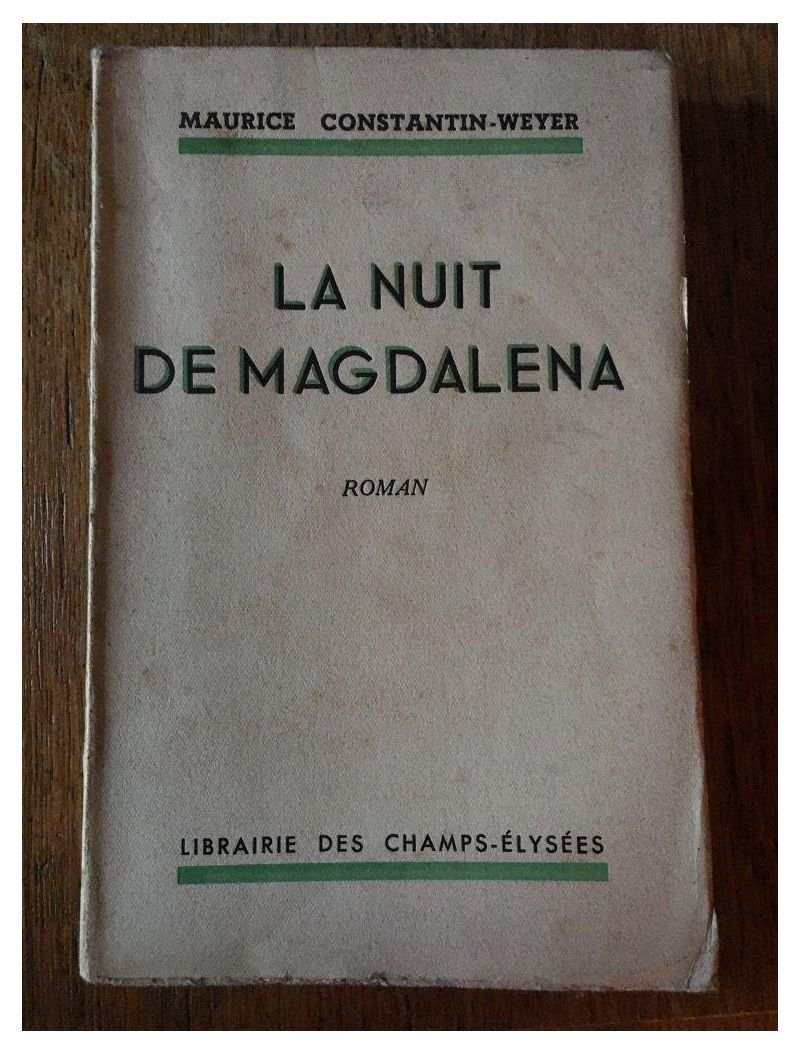 MAURICE CONSTANTIN-WEYER
LA NUIT
DE MAGDALENA
ROMAN
LIBRAIRIE DES CHAMPS-ÉLYSÉES